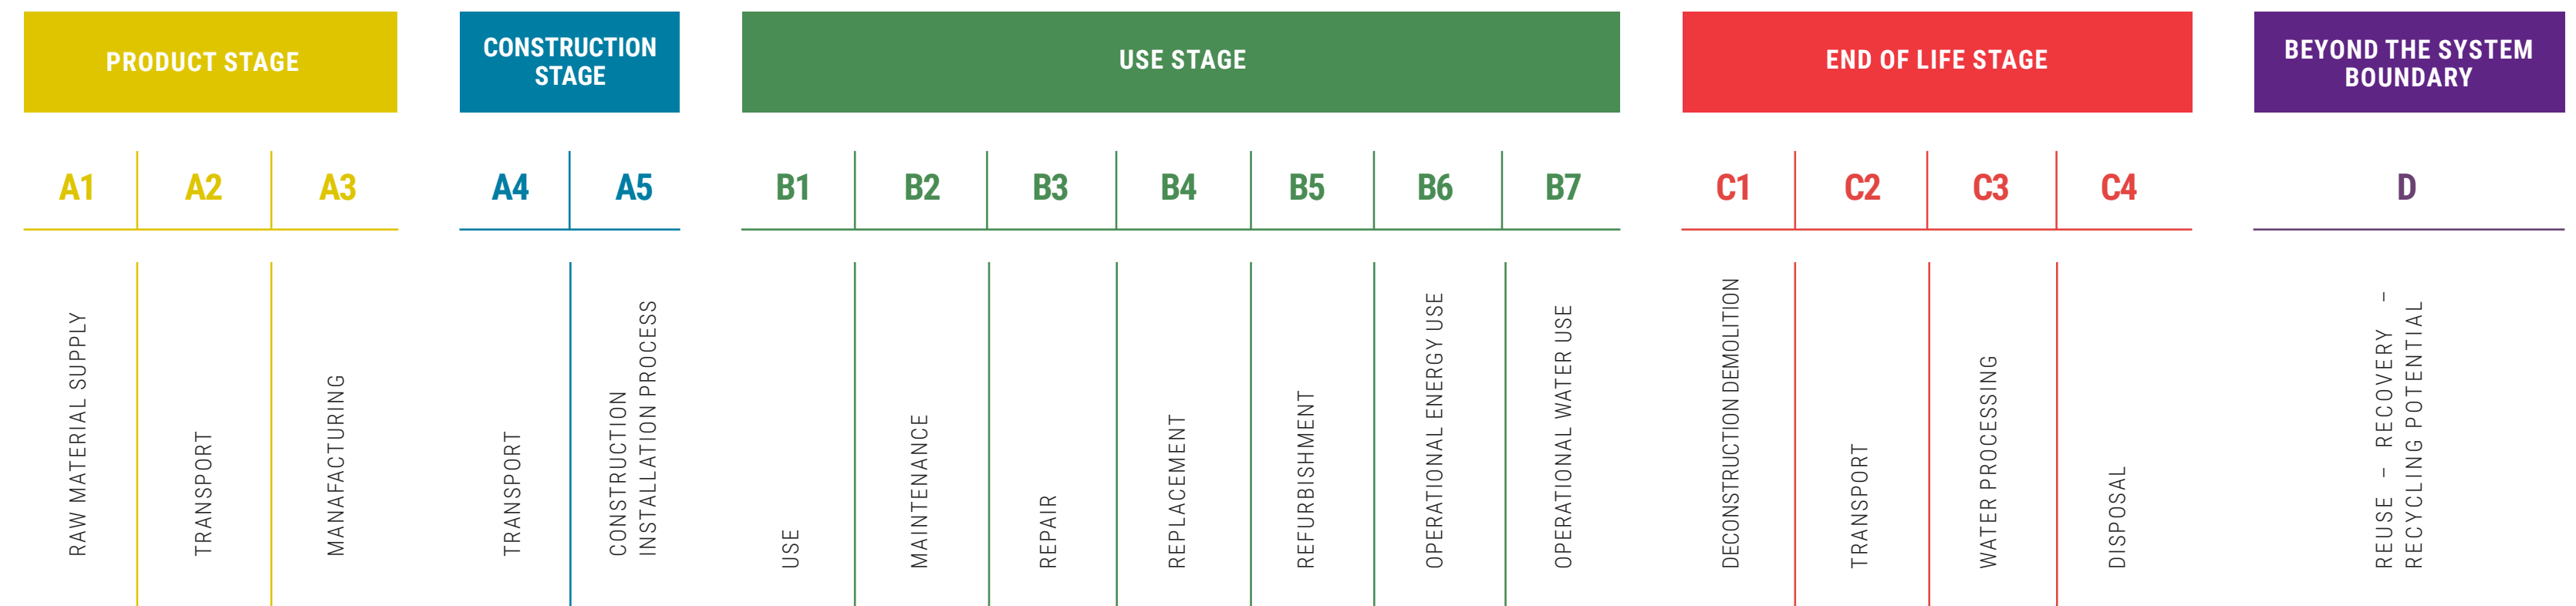 PRODUCT STAGE
CONSTRUCTION
STAGE
USE STAGE
END OF LIFE STAGE
BEYOND THE SYSTEM
BOUNDARY
A1
A2
A3
A4
A5
B1
B2
B3
B4
B5
B6
B7
C1
C2
C3
C4
D
RAW MATERIAL SUPPLY
TRANSPORT
MANAFACTURING
TRANSPORT
CONSTRUCTION
INSTALLATION PROCESS
USE
MAINTENANCE
REPAIR
REPLACEMENT
REFURBISHMENT
OPERATIONAL ENERGY USE
OPERATIONAL WATER USE
DECONSTRUCTION DEMOLITION
TRANSPORT
WATER PROCESSING
DISPOSAL
REUSE – RECOVERY –
RECYCLING POTENTIAL